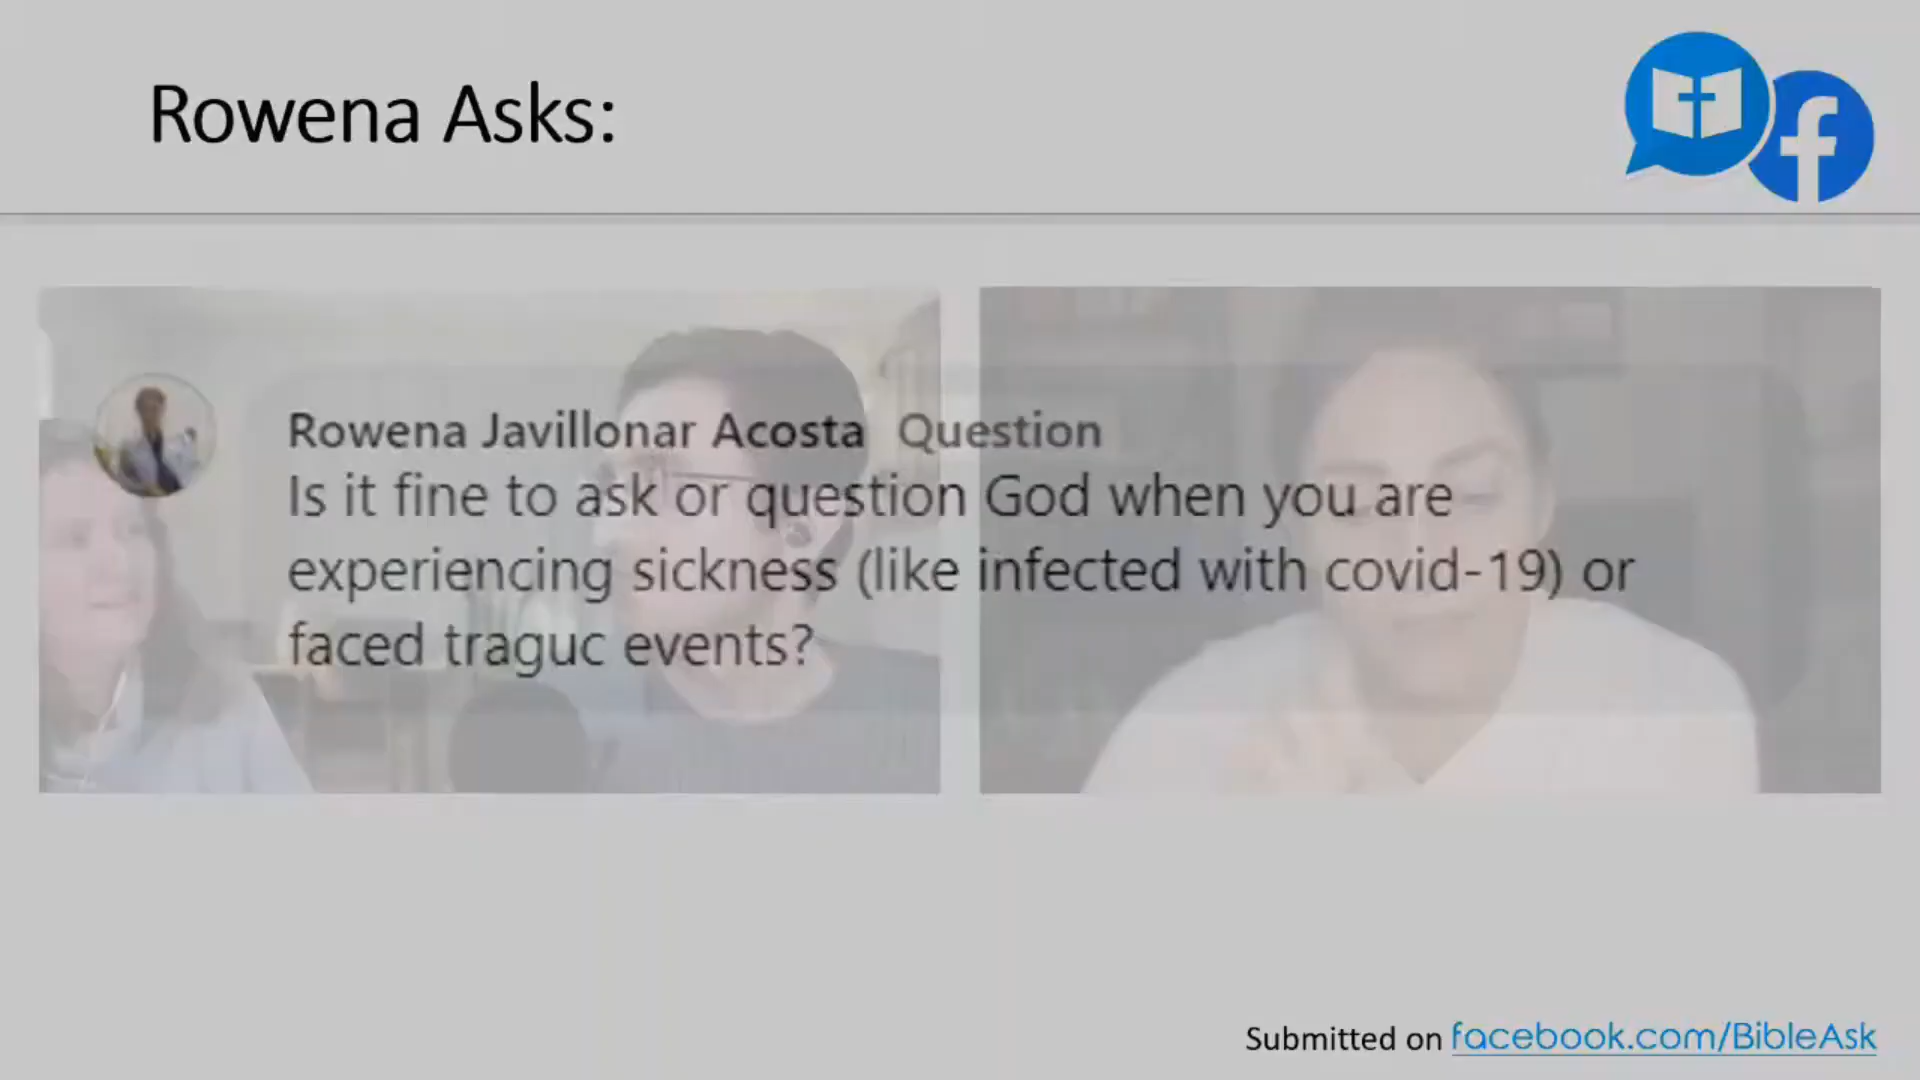 Rowena Asks:
Rowena Javillonar Acosta Question
Is it fine to ask or question God when you are
experiencing sickness (like infected with covid-19) or
faced traguc events?
Submitted on facebook.com/BibleAsk